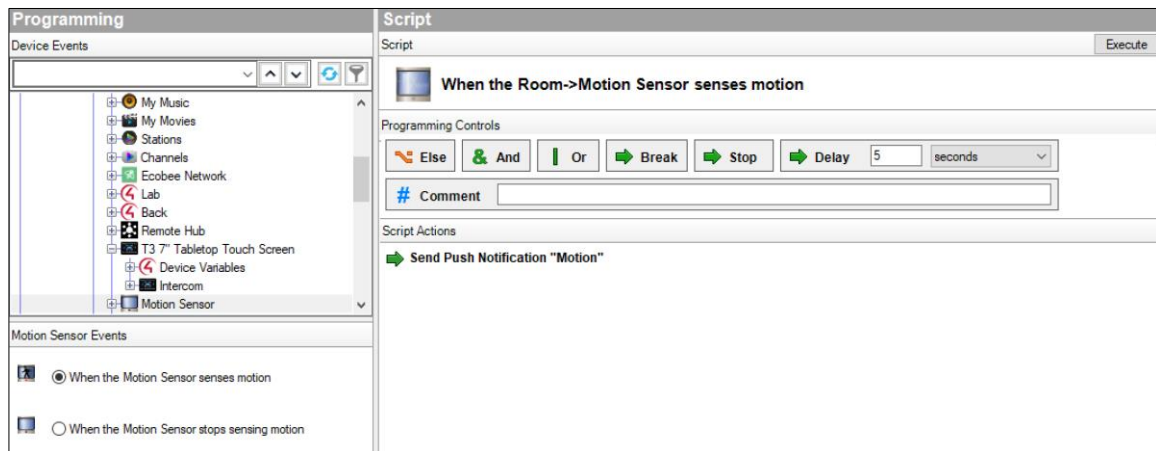 Programming
Device Events
My Music
My Movies
Stations
Channels
Ecobee Network
Lab
Back
Remote Hub
T3 7" Tabletop Touch Screen
Device Variables
Intercom
Motion Sensor
Motion Sensor Events
When the Motion Sensor senses motion
When the Motion Sensor stops sensing motion
Script
Script Execute
When the Room->Motion Sensor senses motion
Programming Controls
Else & And Or Break Stop Delay 5 seconds
# Comment
Script Actions
Send Push Notification "Motion"